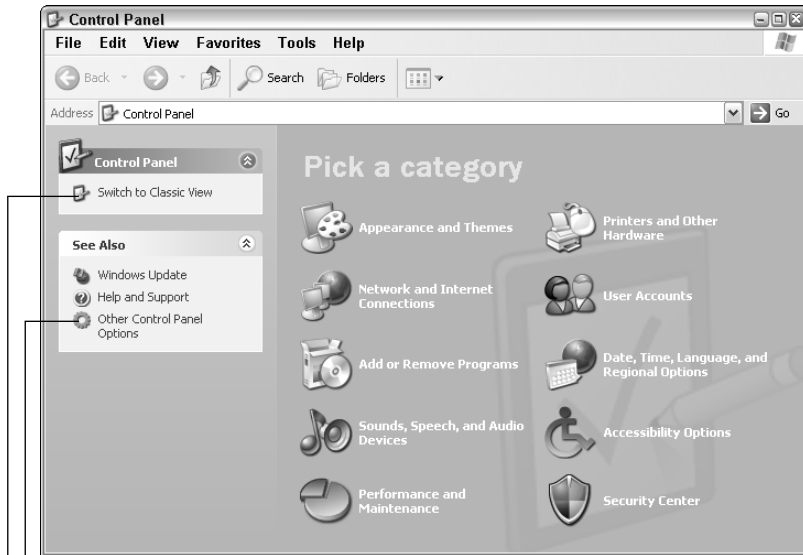 Control Panel
File Edit View Favorites Tools Help
Back Search Folders
Address Control Panel Go
Control Panel
Switch to Classic View
See Also
Windows Update
Help and Support
Other Control Panel
Options
Pick a category
Appearance and Themes
Printers and Other
Hardware
Network and Internet
Connections
User Accounts
Add or Remove Programs
Date, Time, Language, and
Regional Options
Sounds, Speech, and Audio
Devices
Accessibility Options
Performance and
Maintenance
Security Center